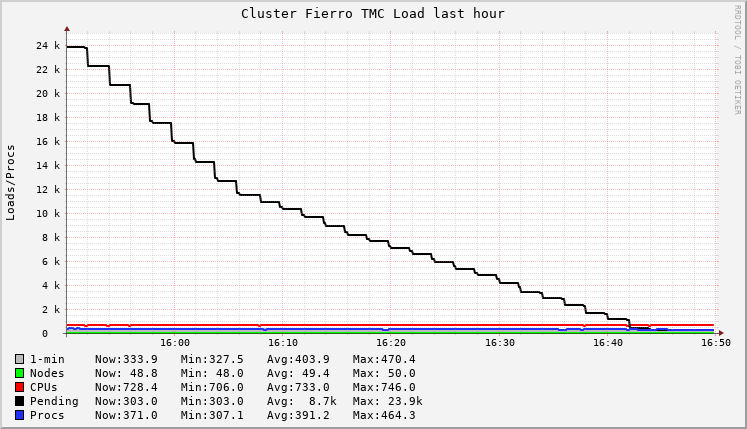 Cluster Fierro TMC Load last hour
RRDTOOL / TOBI OETIKER
Loads/Procs
24 k
22 k
20 k
18 k
16 k
14 k
12 k
10 k
8 k
6 k
4 k
2 k
0
16:00 16:10 16:20 16:30 16:40 16:50
1-min Now:333.9 Min:327.5 Avg:403.9 Max:470.4
Nodes Now: 48.8 Min: 48.0 Avg: 49.4 Max: 50.0
CPUs Now:728.4 Min:706.0 Avg:733.0 Max:746.0
Pending Now:303.0 Min:303.0 Avg: 8.7k Max: 23.9k
Procs Now:371.0 Min:307.1 Avg:391.2 Max:464.3